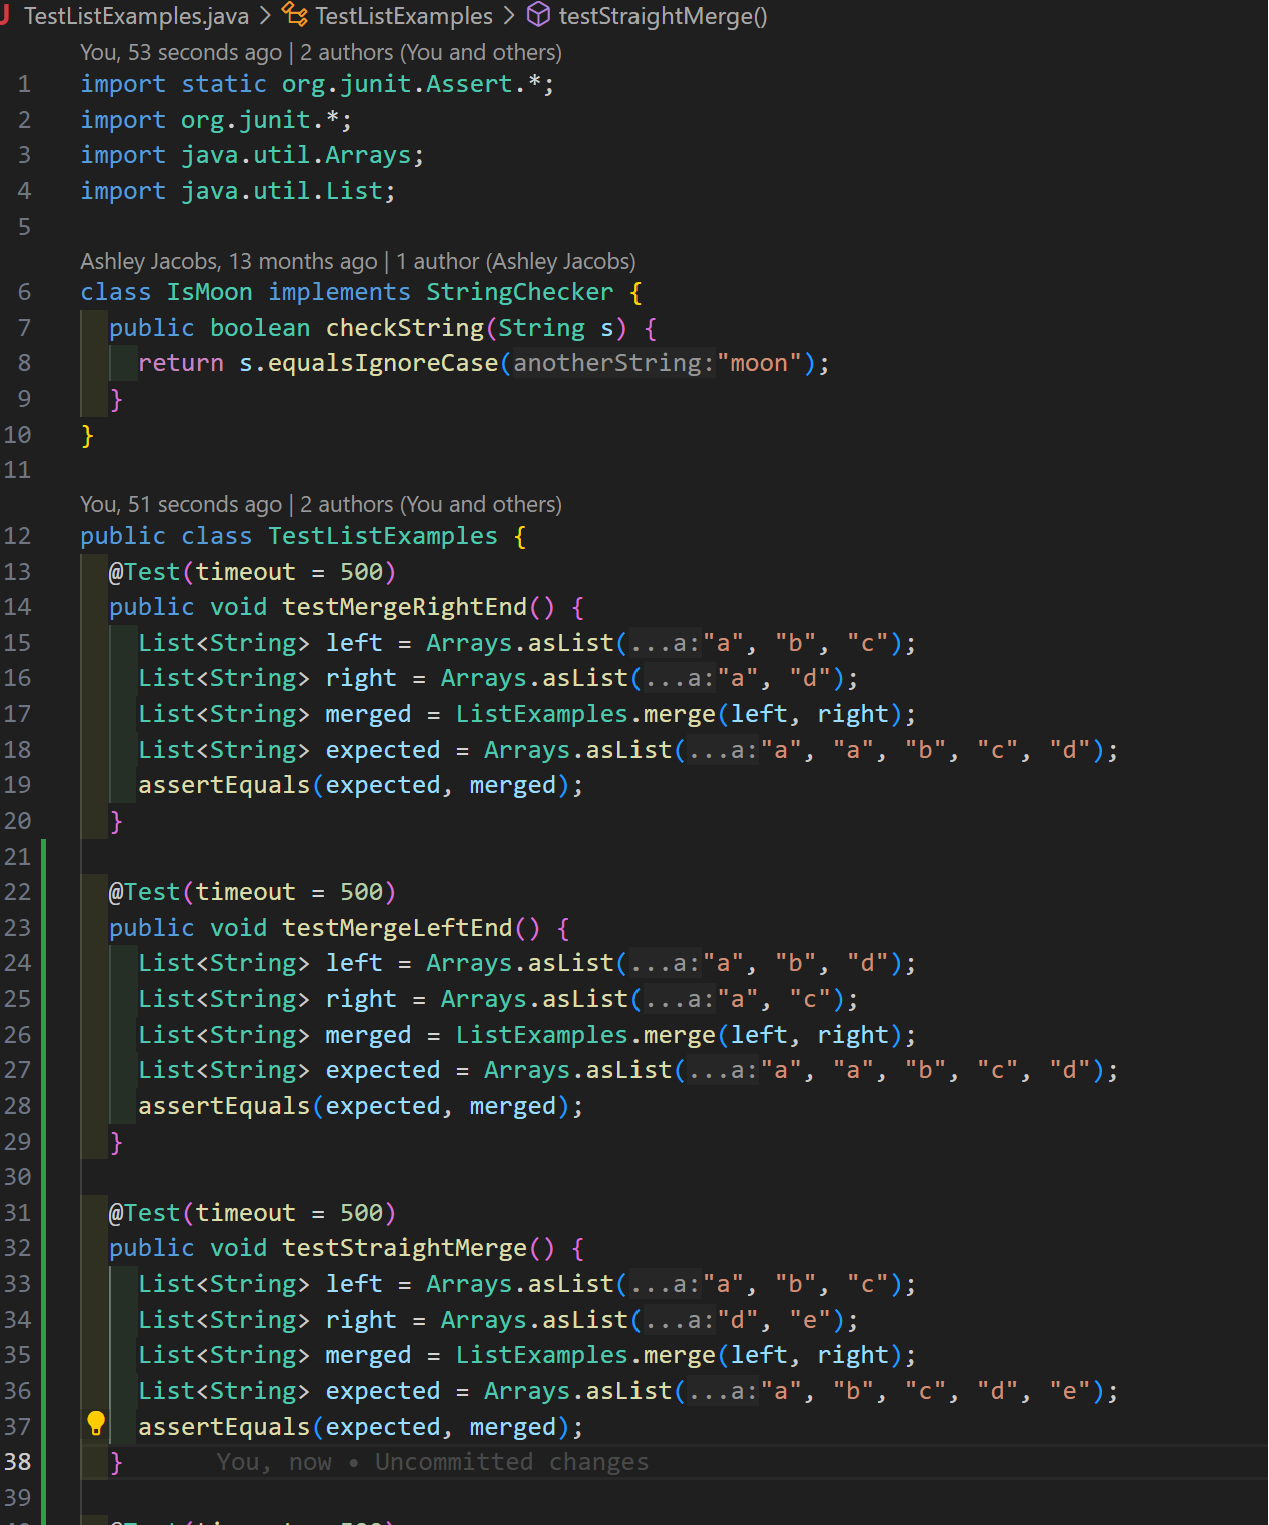 TestListExamples.java > TestListExamples > testStraightMerge()
You, 53 seconds ago | 2 authors (You and others)
1 import static org.junit.Assert.*;
2 import org.junit.*;
3 import java.util.Arrays;
4 import java.util.List;
5
Ashley Jacobs, 13 months ago | 1 author (Ashley Jacobs)
6 class IsMoon implements StringChecker {
7 public boolean checkString(String s) {
8 return s.equalsIgnoreCase(anotherString:"moon");
9 }
10 }
11
You, 51 seconds ago | 2 authors (You and others)
12 public class TestListExamples {
13 @Test(timeout = 500)
14 public void testMergeRightEnd() {
15 List<String> left = Arrays.asList(...a:"a", "b", "c");
16 List<String> right = Arrays.asList(...a:"a", "d");
17 List<String> merged = ListExamples.merge(left, right);
18 List<String> expected = Arrays.asList(...a:"a", "a", "b", "c", "d");
19 assertEquals(expected, merged);
20 }
21
22 @Test(timeout = 500)
23 public void testMergeLeftEnd() {
24 List<String> left = Arrays.asList(...a:"a", "b", "d");
25 List<String> right = Arrays.asList(...a:"a", "c");
26 List<String> merged = ListExamples.merge(left, right);
27 List<String> expected = Arrays.asList(...a:"a", "a", "b", "c", "d");
28 assertEquals(expected, merged);
29 }
30
31 @Test(timeout = 500)
32 public void testStraightMerge() {
33 List<String> left = Arrays.asList(...a:"a", "b", "c");
34 List<String> right = Arrays.asList(...a:"d", "e");
35 List<String> merged = ListExamples.merge(left, right);
36 List<String> expected = Arrays.asList(...a:"a", "b", "c", "d", "e");
37 assertEquals(expected, merged);
38 } You, now • Uncommitted changes
39